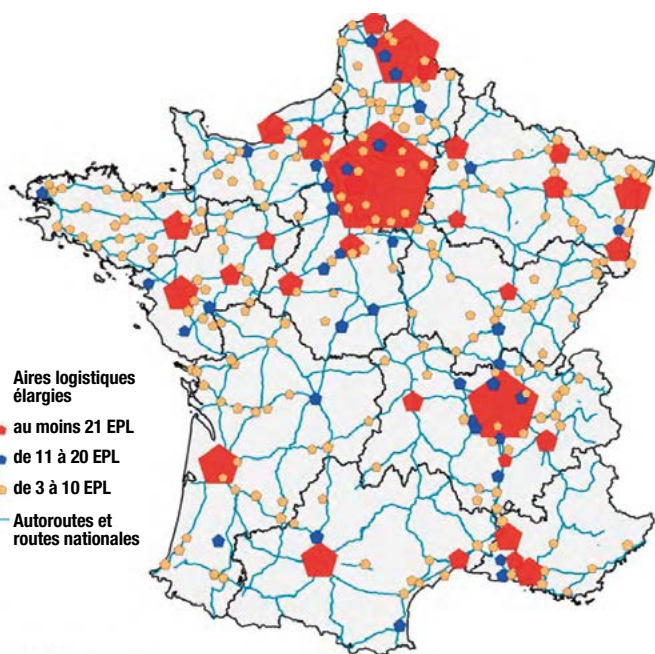 Aires logistiques
élargies
au moins 21 EPL
de 11 à 20 EPL
de 3 à 10 EPL
Autoroutes et
routes nationales